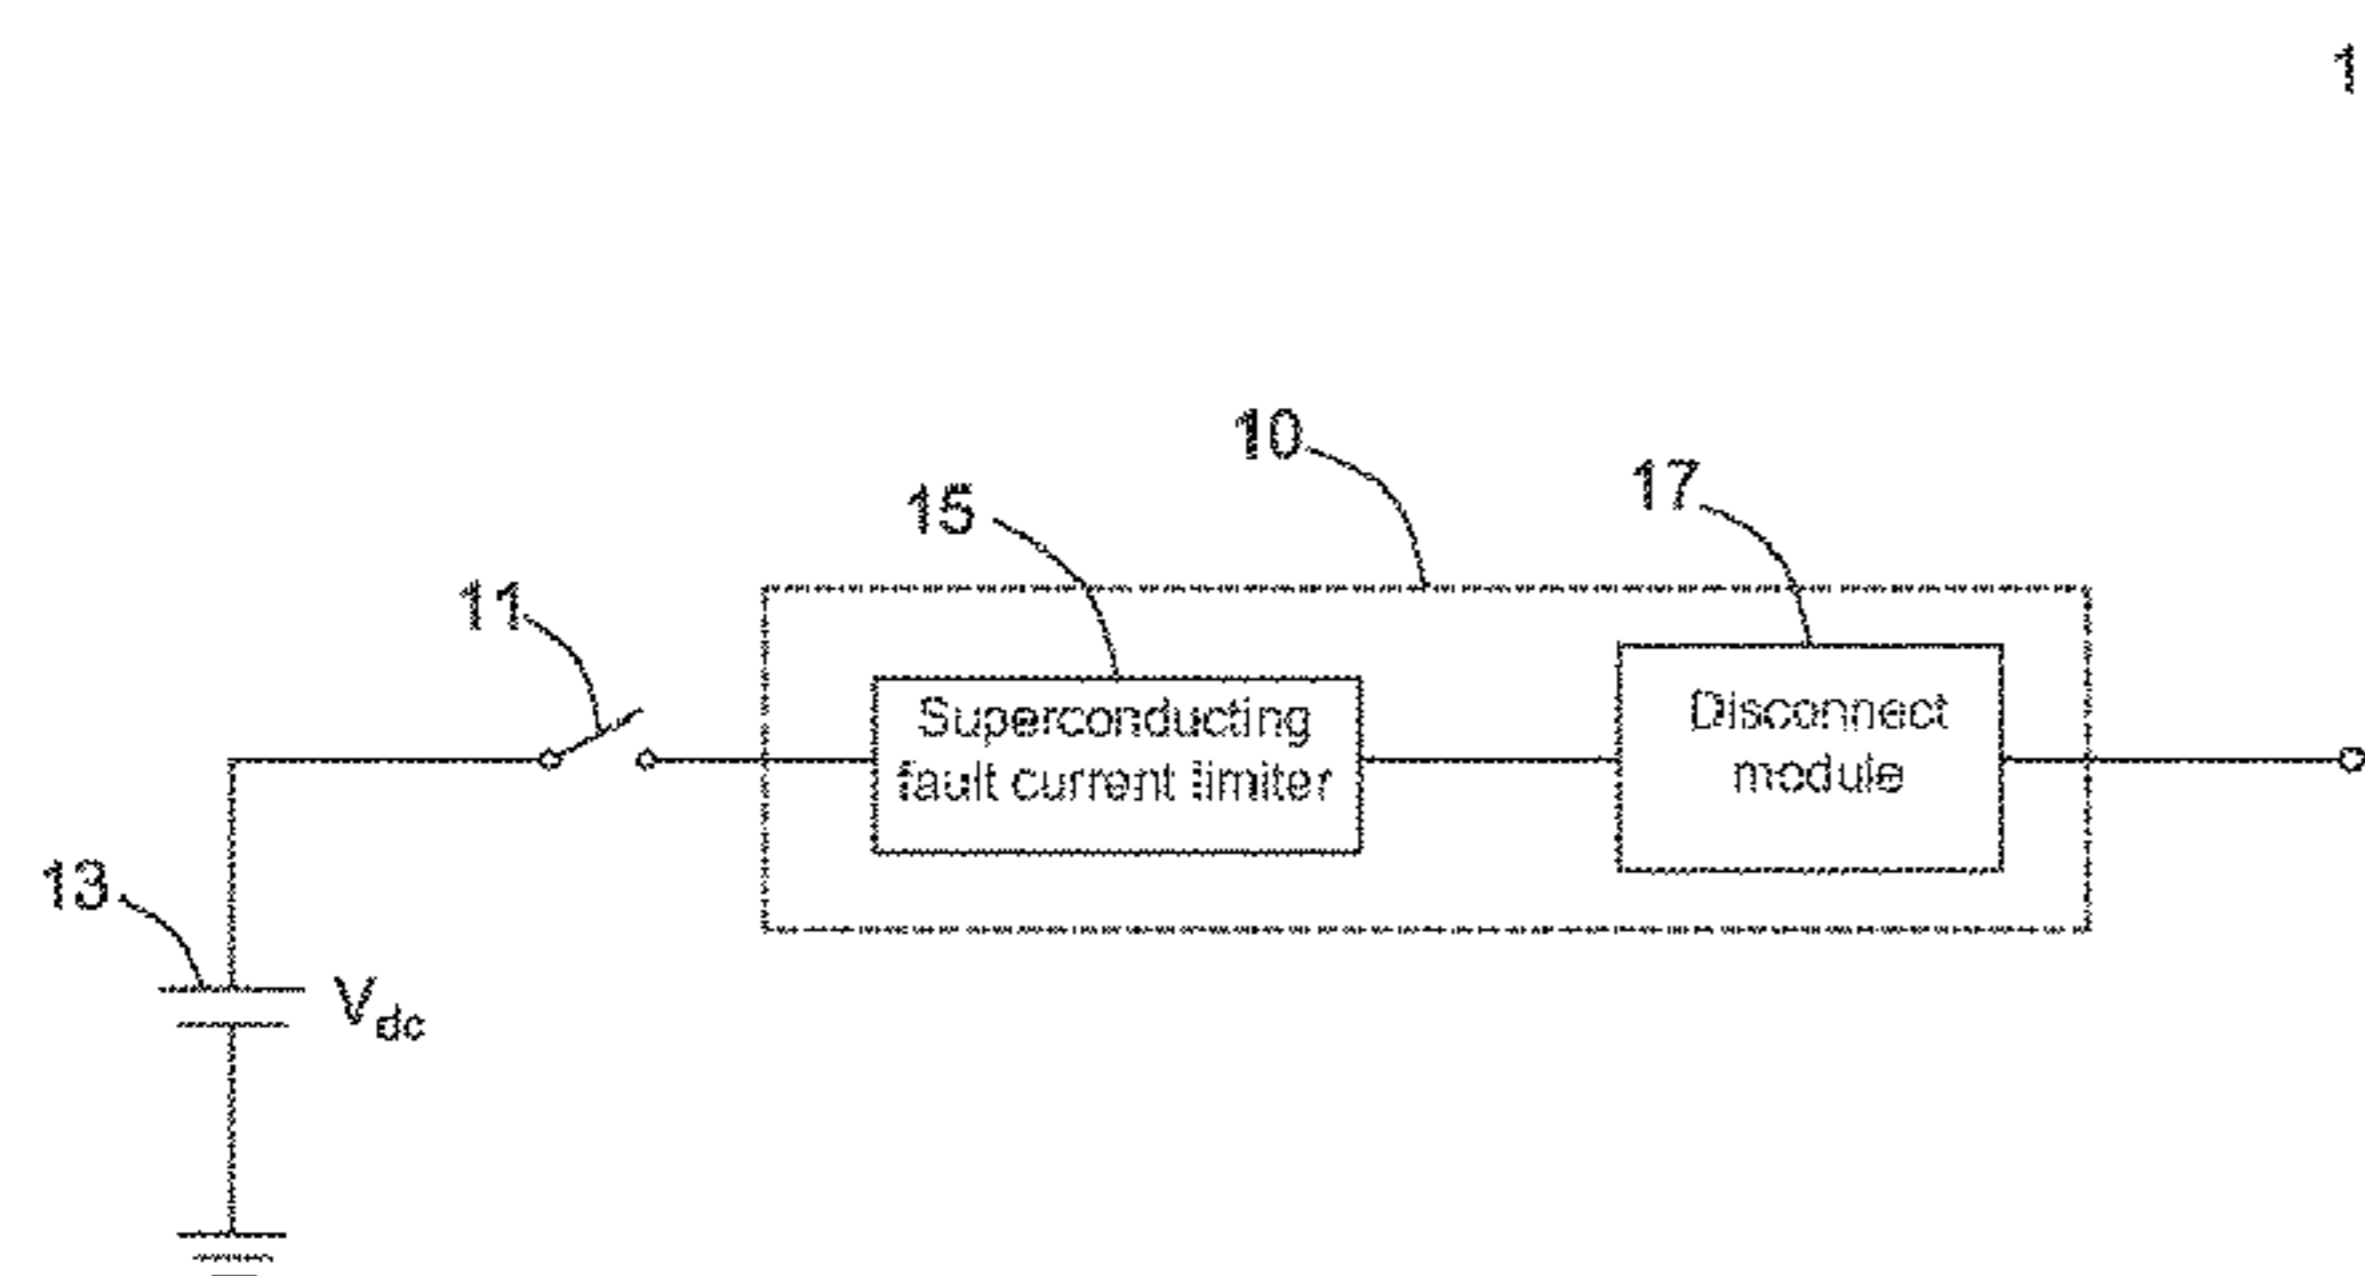 1
10
17
15
11
Superconducting
fault current limiter
Disconnect
module
13
Vdc